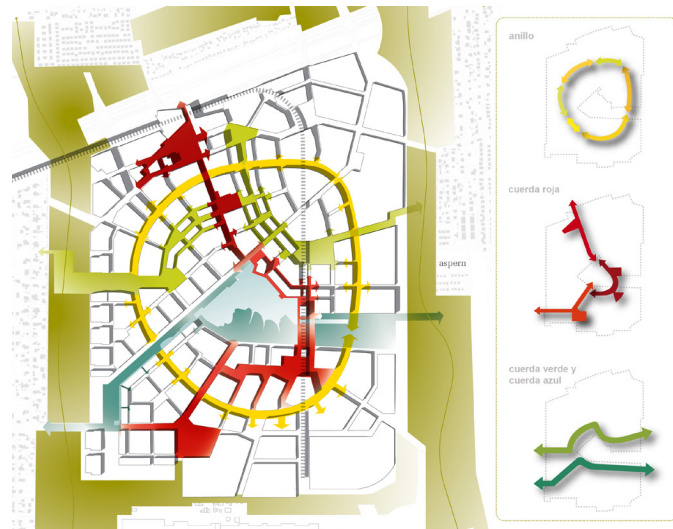 anillo
cuerda roja
aspern
cuerda verde y
cuerda azul